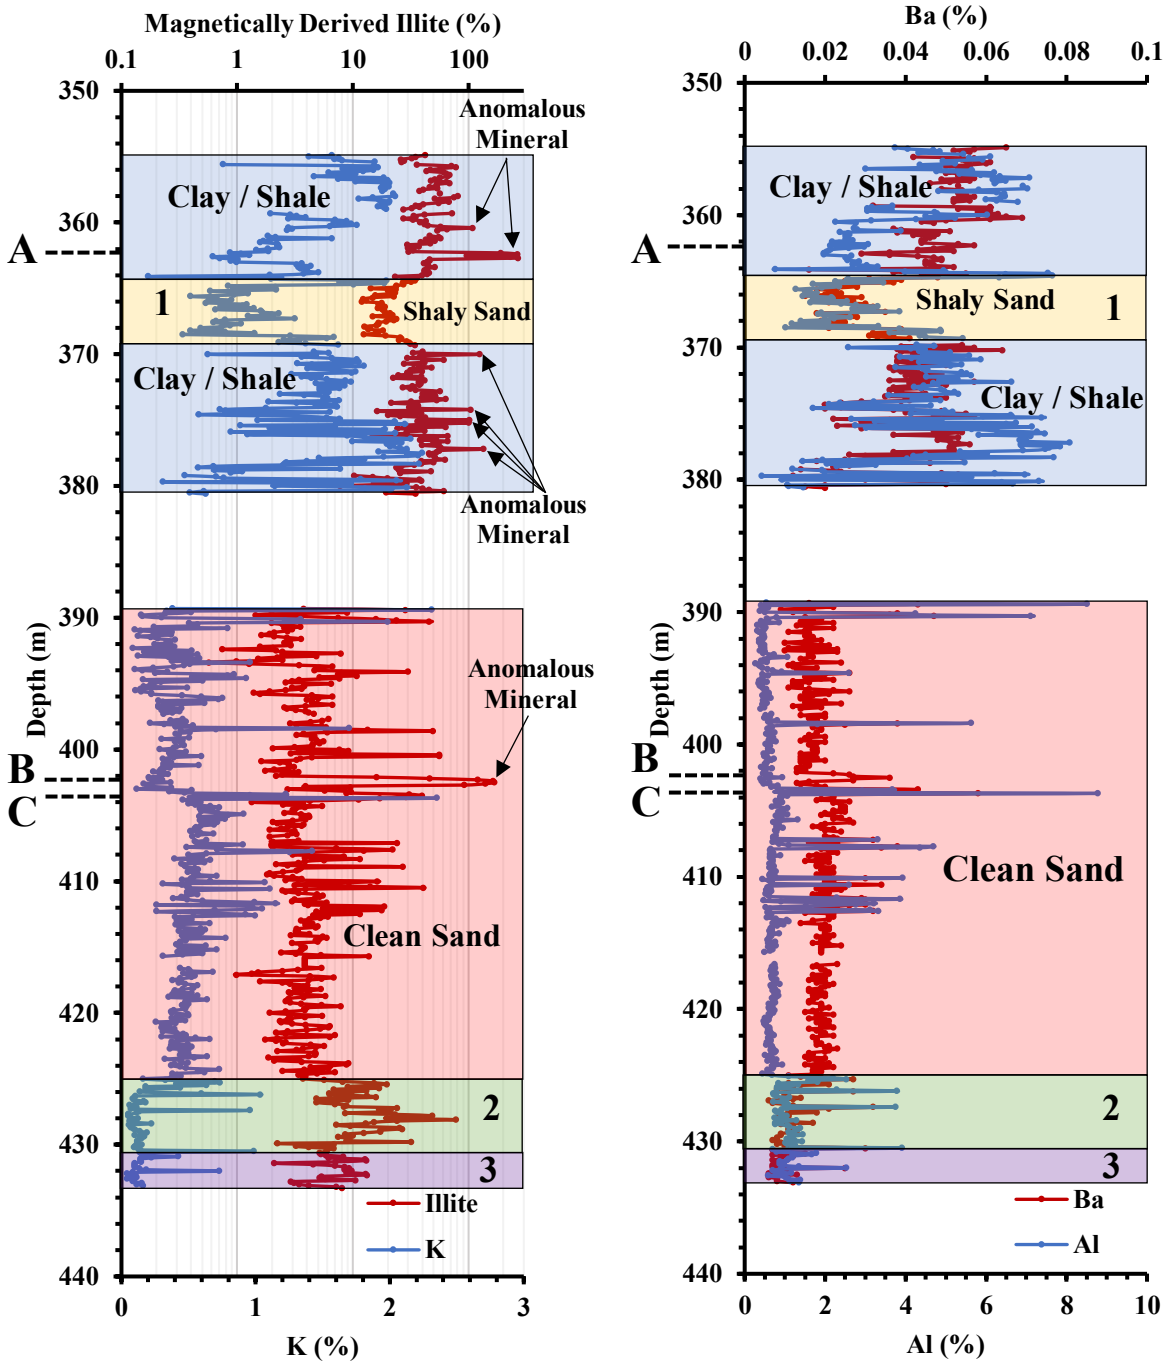 Magnetically Derived Illite (%)
0.1 1 10 100
350
360
370
380
390
400
410
420
430
440
Depth (m)
A
B
C
Anomalous
Mineral
Clay / Shale
1
Shaly Sand
Clay / Shale
Anomalous
Mineral
Anomalous
Mineral
Clean Sand
2
3
Illite
K
0 1 2 3
K (%)
Ba (%)
0 0.02 0.04 0.06 0.08 0.1
350
360
370
380
390
400
410
420
430
440
Depth (m)
A
B
C
Clay / Shale
Shaly Sand 1
Clay / Shale
Clean Sand
2
3
Ba
Al
0 2 4 6 8 10
Al (%)